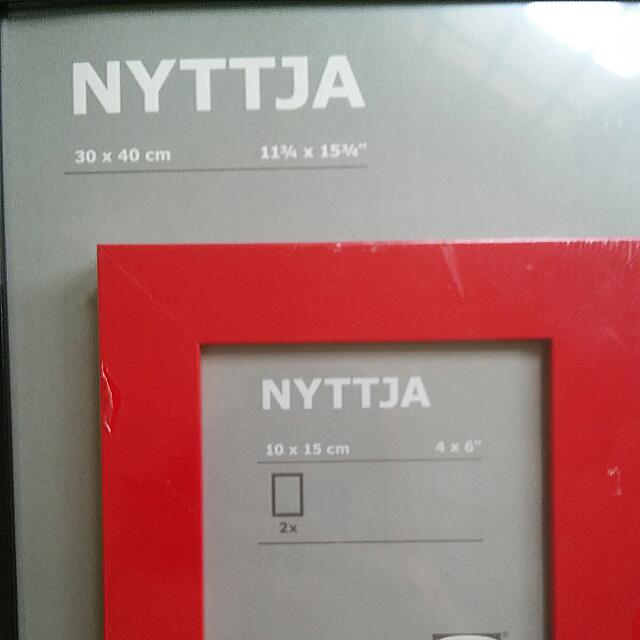 NYTTJA
30 x 40 cm 11¾ x 15¾"
NYTTJA
10 x 15 cm 4 x 6"
2x